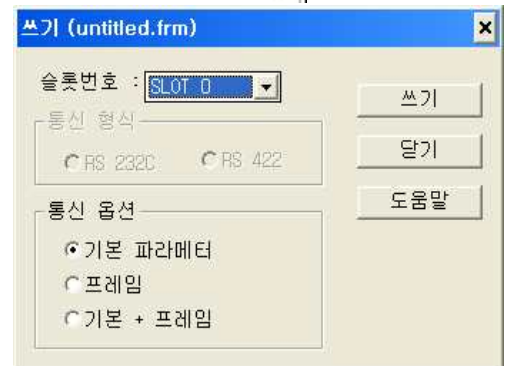 쓰기 (untitled.frm)
슬롯번호 : SLOT 0
쓰기
통신 형식
RS 232C RS 422
닫기
통신 옵션
도움말
기본 파라메터
프레임
기본 + 프레임